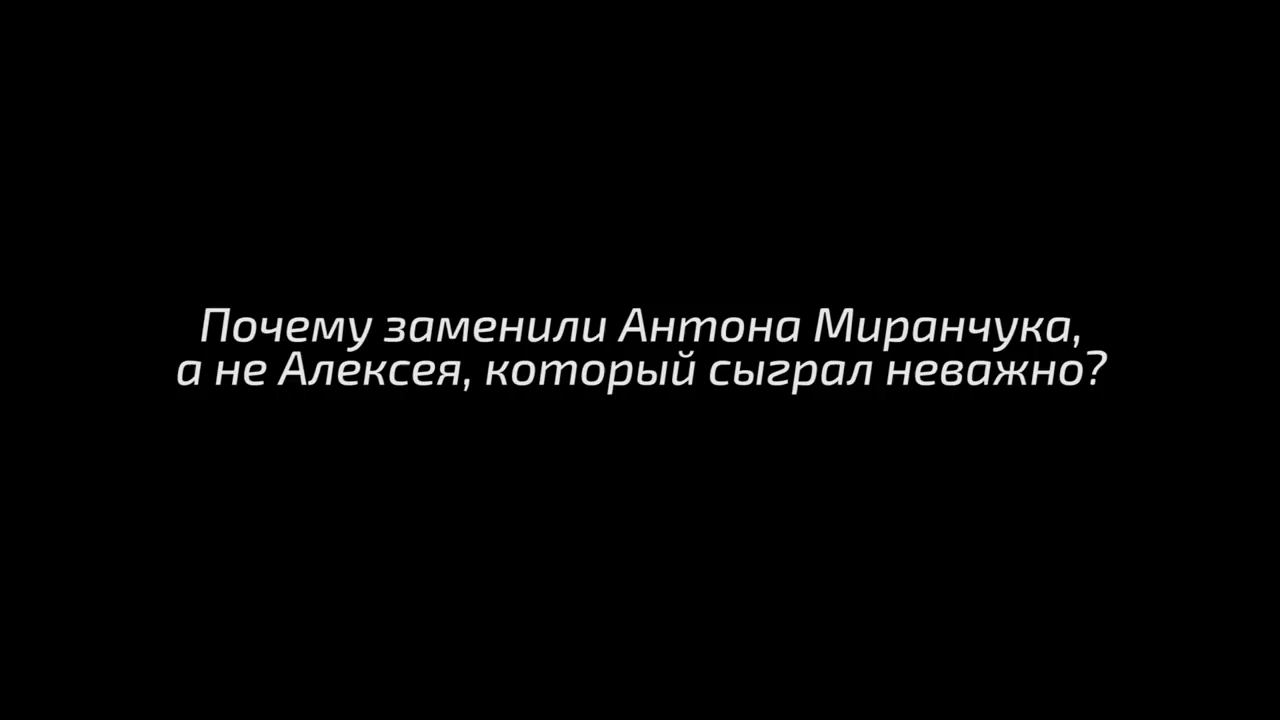 Почему заменили Антона Миранчука,
а не Алексея, который сыграл неважно?